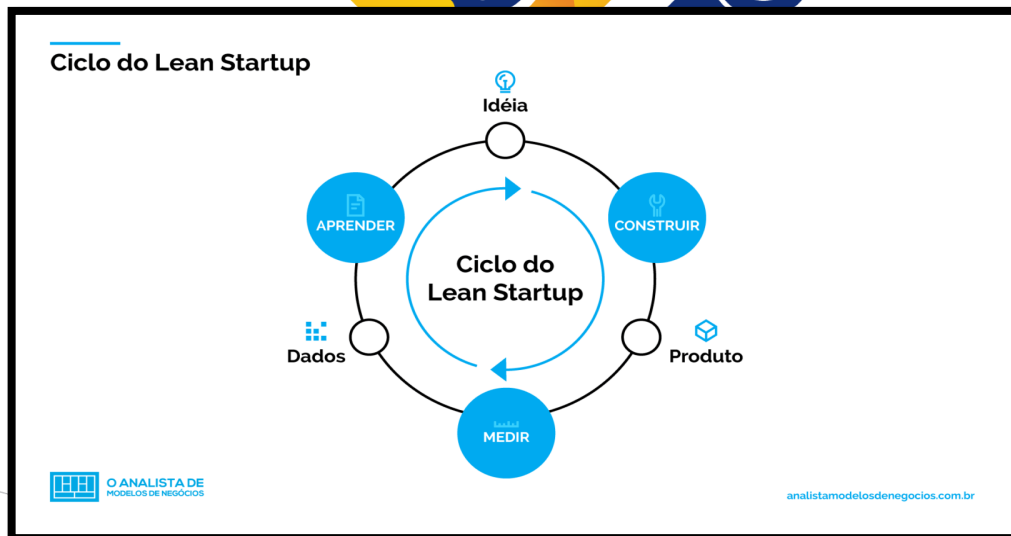 Ciclo do Lean Startup
Idéia
APRENDER
CONSTRUIR
Ciclo do
Lean Startup
Dados
Produto
MEDIR
O ANALISTA DE
MODELOS DE NEGÓCIOS
analistamodelosdenegocios.com.br